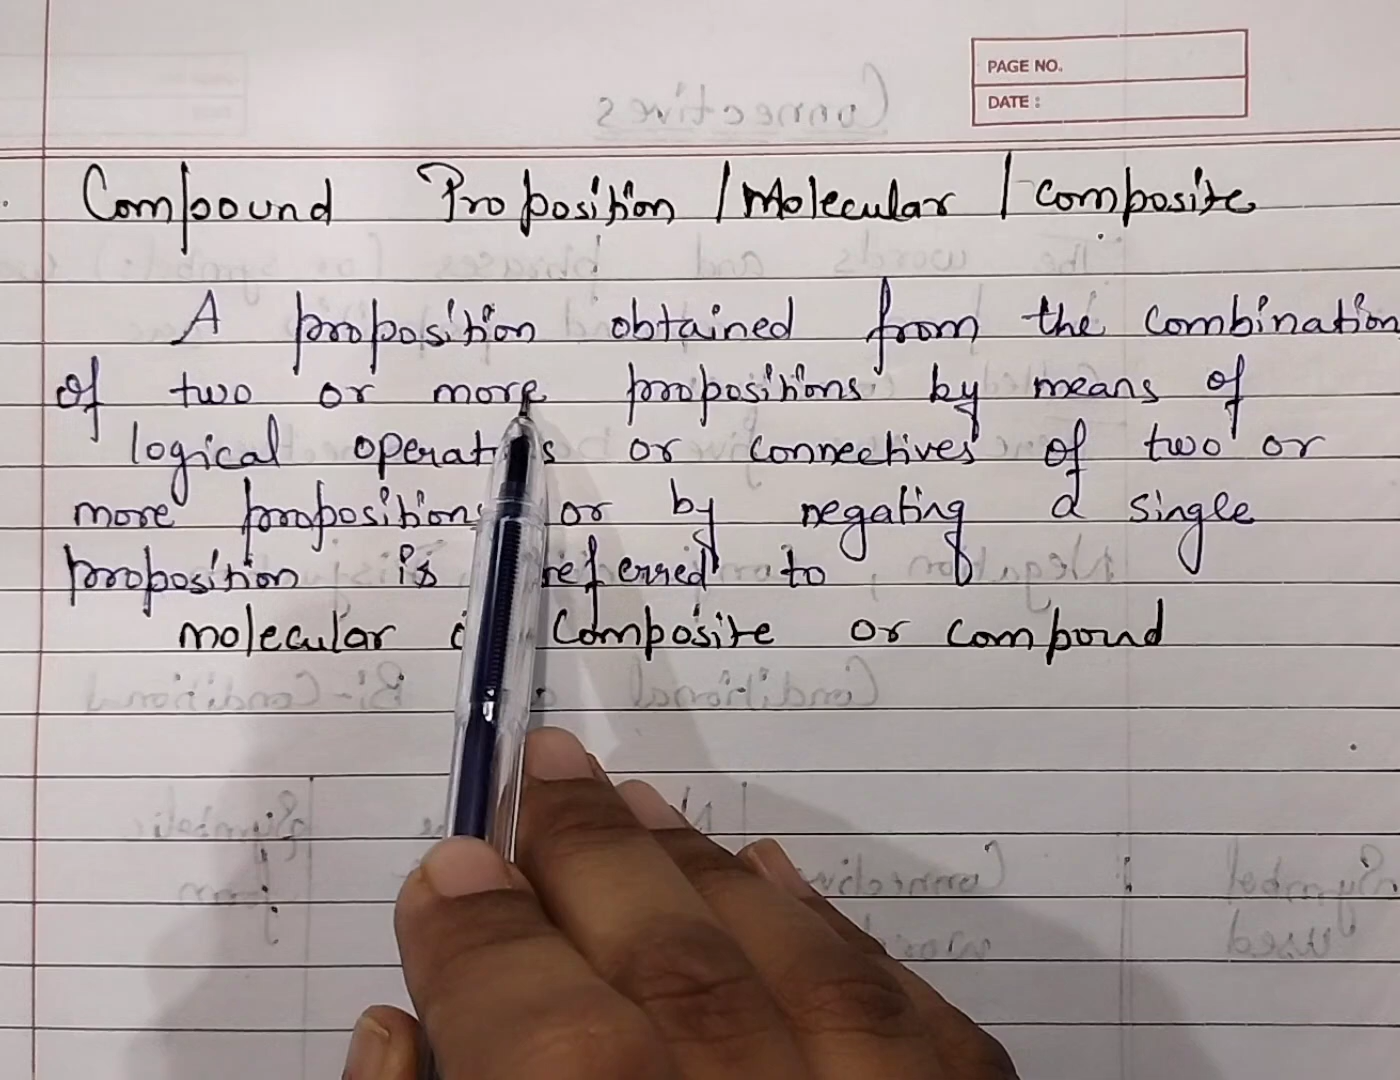 PAGE NO.
DATE :
Compound Proposition / Molecular / composite
A proposition obtained from the combination
of two or more propositions by means of
logical operators or connectives of two or
more propositions or by negating a single
proposition is referred to
molecular or Composite or compound